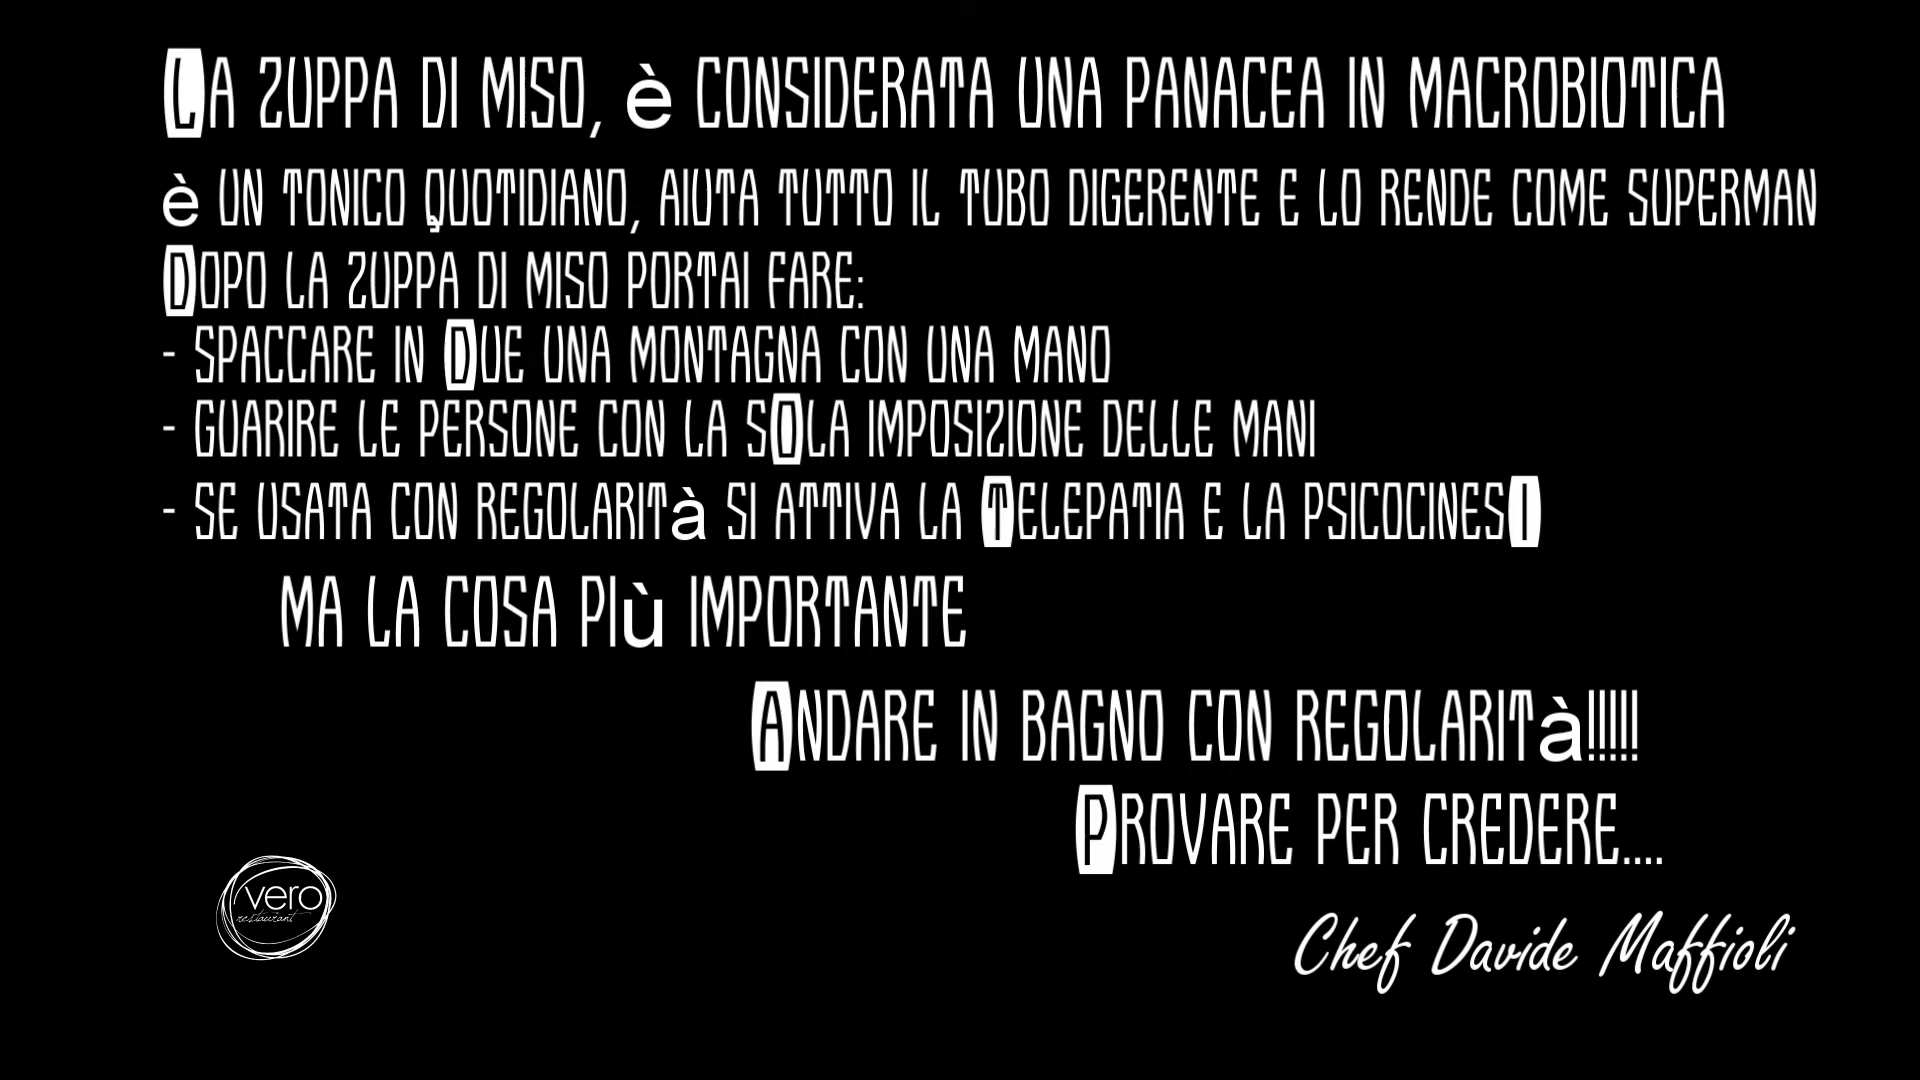 La zuppa di miso, è considerata una panacea in macrobiotica
è un tonico quotidiano, aiuta tutto il tubo digerente e lo rende come superman
Dopo la zuppa di miso portai fare:
- spaccare in Due una montagna con una mano
- guarire le persone con la sOla imposizione delle mani
- se usata con regolarità si attiva la Telepatia e la psicocinesI
ma la cosa più importante
Andare in bagno con regolarità!!!!!
Provare per credere....
vero
restaurant
Chef Davide Maffioli